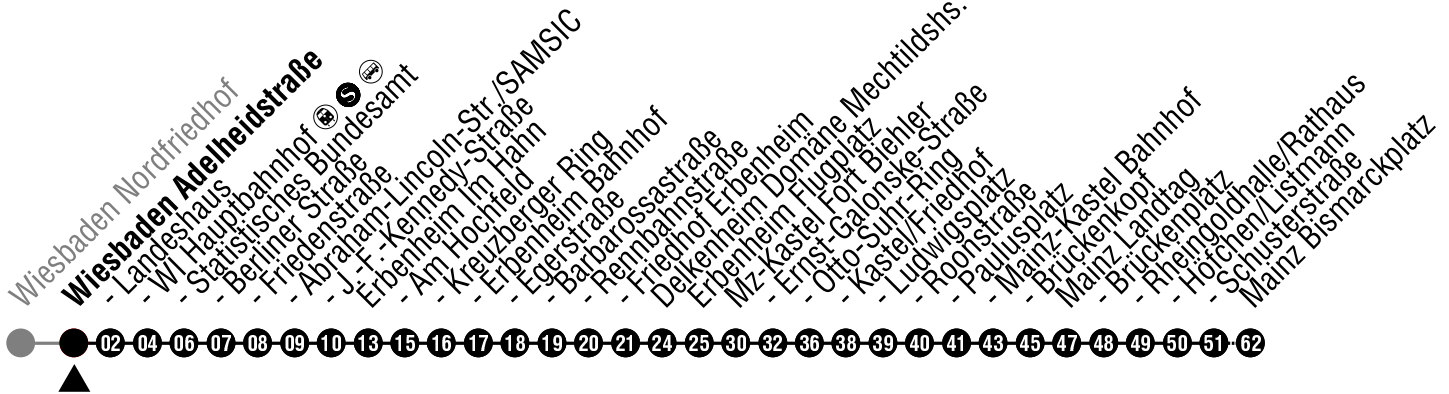 Wiesbaden Nordfriedhof
Wiesbaden Adelheidstraße
- Landeshaus
- WI Hauptbahnhof S
- Statistisches Bundesamt
- Berliner Straße
- Friedenstraße
- Abraham-Lincoln-Str./SAMSIC
- J.-F.-Kennedy-Straße
Erbenheim Im Hahn
- Am Hochfeld
- Kreuzberger Ring
- Erbenheim Bahnhof
- Egerstraße
- Barbarossastraße
- Rennbahnstraße
- Friedhof Erbenheim
Delkenheim Domäne Mechtildshs.
Erbenheim Flugplatz
Mz-Kastel Fort Biehler
- Ernst-Galonske-Straße
- Otto-Suhr-Ring
- Kastel/Friedhof
- Ludwigsplatz
- Roonstraße
- Paulusplatz
- Mainz-Kastel Bahnhof
- Brückenkopf
Mainz Landtag
- Brückenplatz
- Rheingoldhalle/Rathaus
- Höfchen/Listmann
- Schusterstraße
Mainz Bismarckplatz
02 04 06 07 08 09 10 13 15 16 17 18 19 20 21 24 25 30 32 36 38 39 40 41 43 45 47 48 49 50 51 62